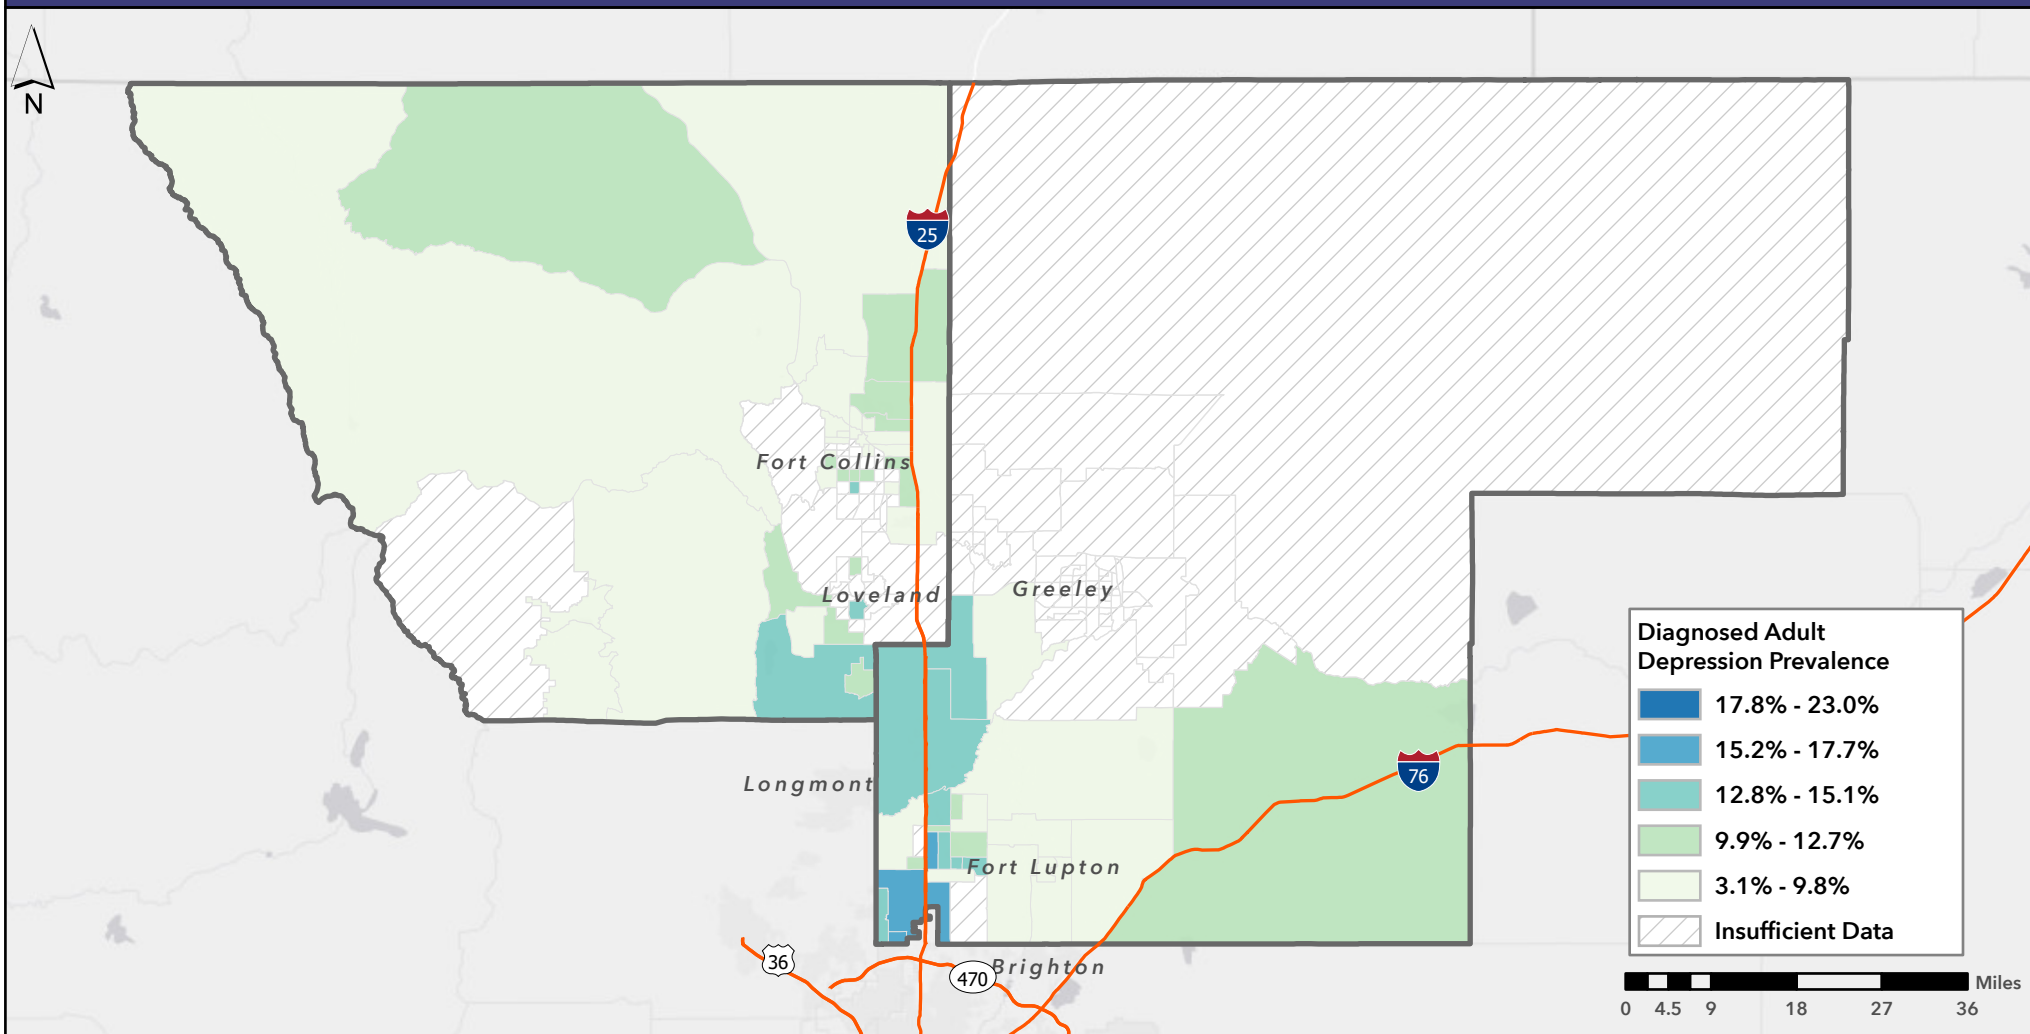 N
25
Fort Collins
Loveland
Greeley
Longmont
76
Fort Lupton
36
470
Brighton
Diagnosed Adult
Depression Prevalence
17.8% - 23.0%
15.2% - 17.7%
12.8% - 15.1%
9.9% - 12.7%
3.1% - 9.8%
Insufficient Data
Miles
0 4.5 9 18 27 36